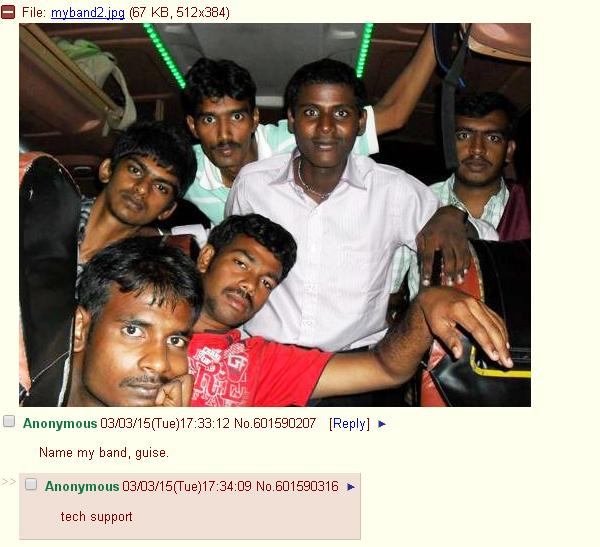 File: myband2.jpg (67 KB, 512x384)
Anonymous 03/03/15(Tue)17:33:12 No.601590207 [Reply] ►
Name my band, guise.
>> Anonymous 03/03/15(Tue)17:34:09 No.601590316 ►
tech support